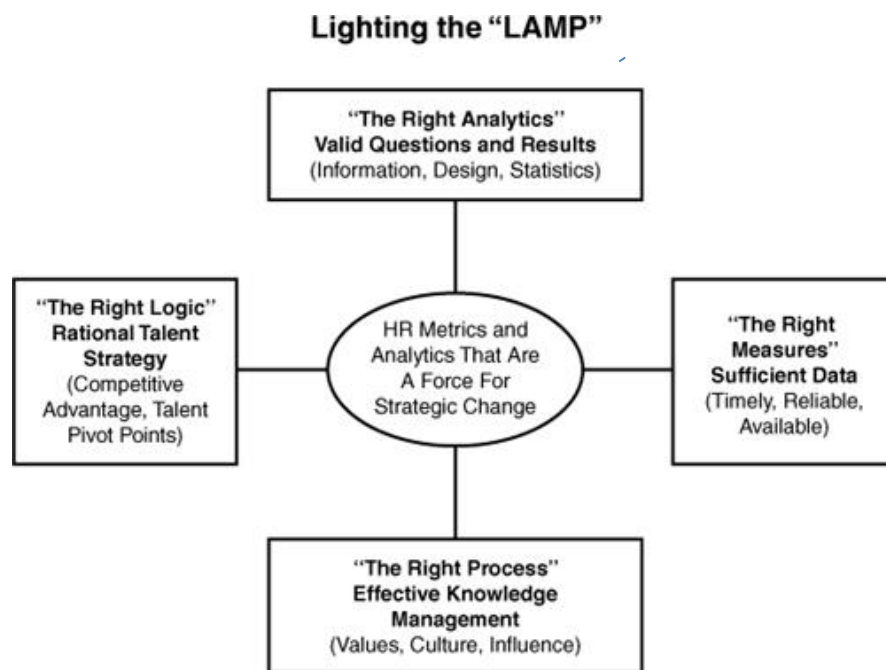 Lighting the “LAMP”
“The Right Analytics”
Valid Questions and Results
(Information, Design, Statistics)
“The Right Logic”
Rational Talent
Strategy
(Competitive
Advantage, Talent
Pivot Points)
HR Metrics and
Analytics That Are
A Force For
Strategic Change
“The Right
Measures”
Sufficient Data
(Timely, Reliable,
Available)
“The Right Process”
Effective Knowledge
Management
(Values, Culture, Influence)